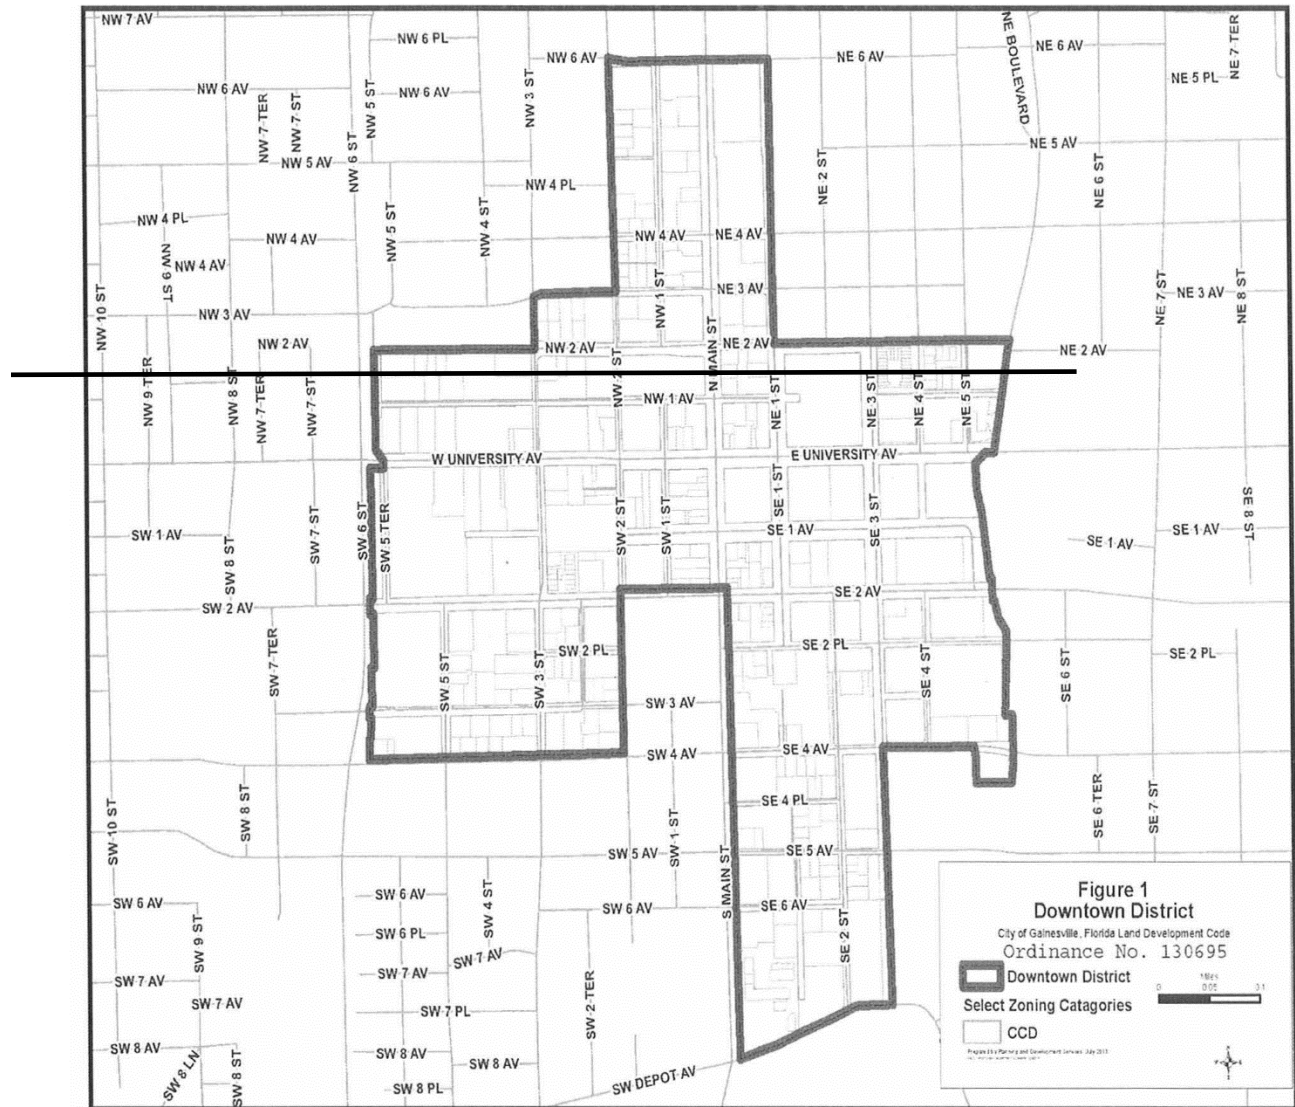 NW 7 AV
NW 6 PL
NW 6 AV
NE 6 AV
NE BOULEVARD
NE 6 AV
NE 7 TER
NE 5 PL
NW 6 AV
NW 6 AV
NW 5 ST
NW 3 ST
NW 7 TER
NW 7 ST
NW 6 ST
NW 5 AV
NE 5 AV
NE 2 ST
NE 6 ST
NW 4 PL
NW 4 PL
NW 5 ST
NW 4 ST
NW 4 AV
NW 4 AV
NE 4 AV
NW 9 ST
NW 4 AV
NW 10 ST
NW 1 ST
NE 3 AV
NE 7 ST
NE 3 AV
NE 8 ST
NW 3 AV
N MAIN ST
NW 2 AV
NW 2 AV
NE 2 AV
NE 2 AV
NW 9 TER
NW 8 ST
NW 7 TER
NW 7 ST
NW 2 ST
NW 1 AV
NE 1 ST
NE 3 ST
NE 4 ST
NE 5 ST
W UNIVERSITY AV
E UNIVERSITY AV
SW 1 AV
SW 8 ST
SW 7 ST
SW 6 ST
SW 5 TER
SW 2 ST
SW 1 ST
SE 1 ST
SE 1 AV
SE 3 ST
SE 1 AV
SE 1 AV
SE 8 ST
SW 2 AV
SE 2 AV
SW 7 TER
SW 5 ST
SW 3 ST
SW 2 PL
SE 2 PL
SE 4 ST
SE 6 ST
SE 2 PL
SW 3 AV
SW 4 AV
SE 4 AV
SW 10 ST
SW 8 ST
SE 4 PL
SE 6 TER
SE 7 ST
SW 5 AV
SW 1 ST
S MAIN ST
SE 5 AV
SW 6 AV
SW 9 ST
SW 6 AV
SW 4 ST
SW 6 AV
SE 6 AV
SE 2 ST
SW 6 PL
SW 7 AV
SW 7 AV
SW 7 AV
SW 7 AV
SW 7 PL
SW 2 TER
SW 8 AV
SW 8 LN
SW 8 ST
SW 8 AV
SW 8 AV
SW 8 PL
SW DEPOT AV
Figure 1
Downtown District
City of Gainesville, Florida Land Development Code
Ordinance No. 130695
Downtown District
Miles
0 0.05 0.1
Select Zoning Catagories
CCD
Prepared by Planning and Development Services July 2013